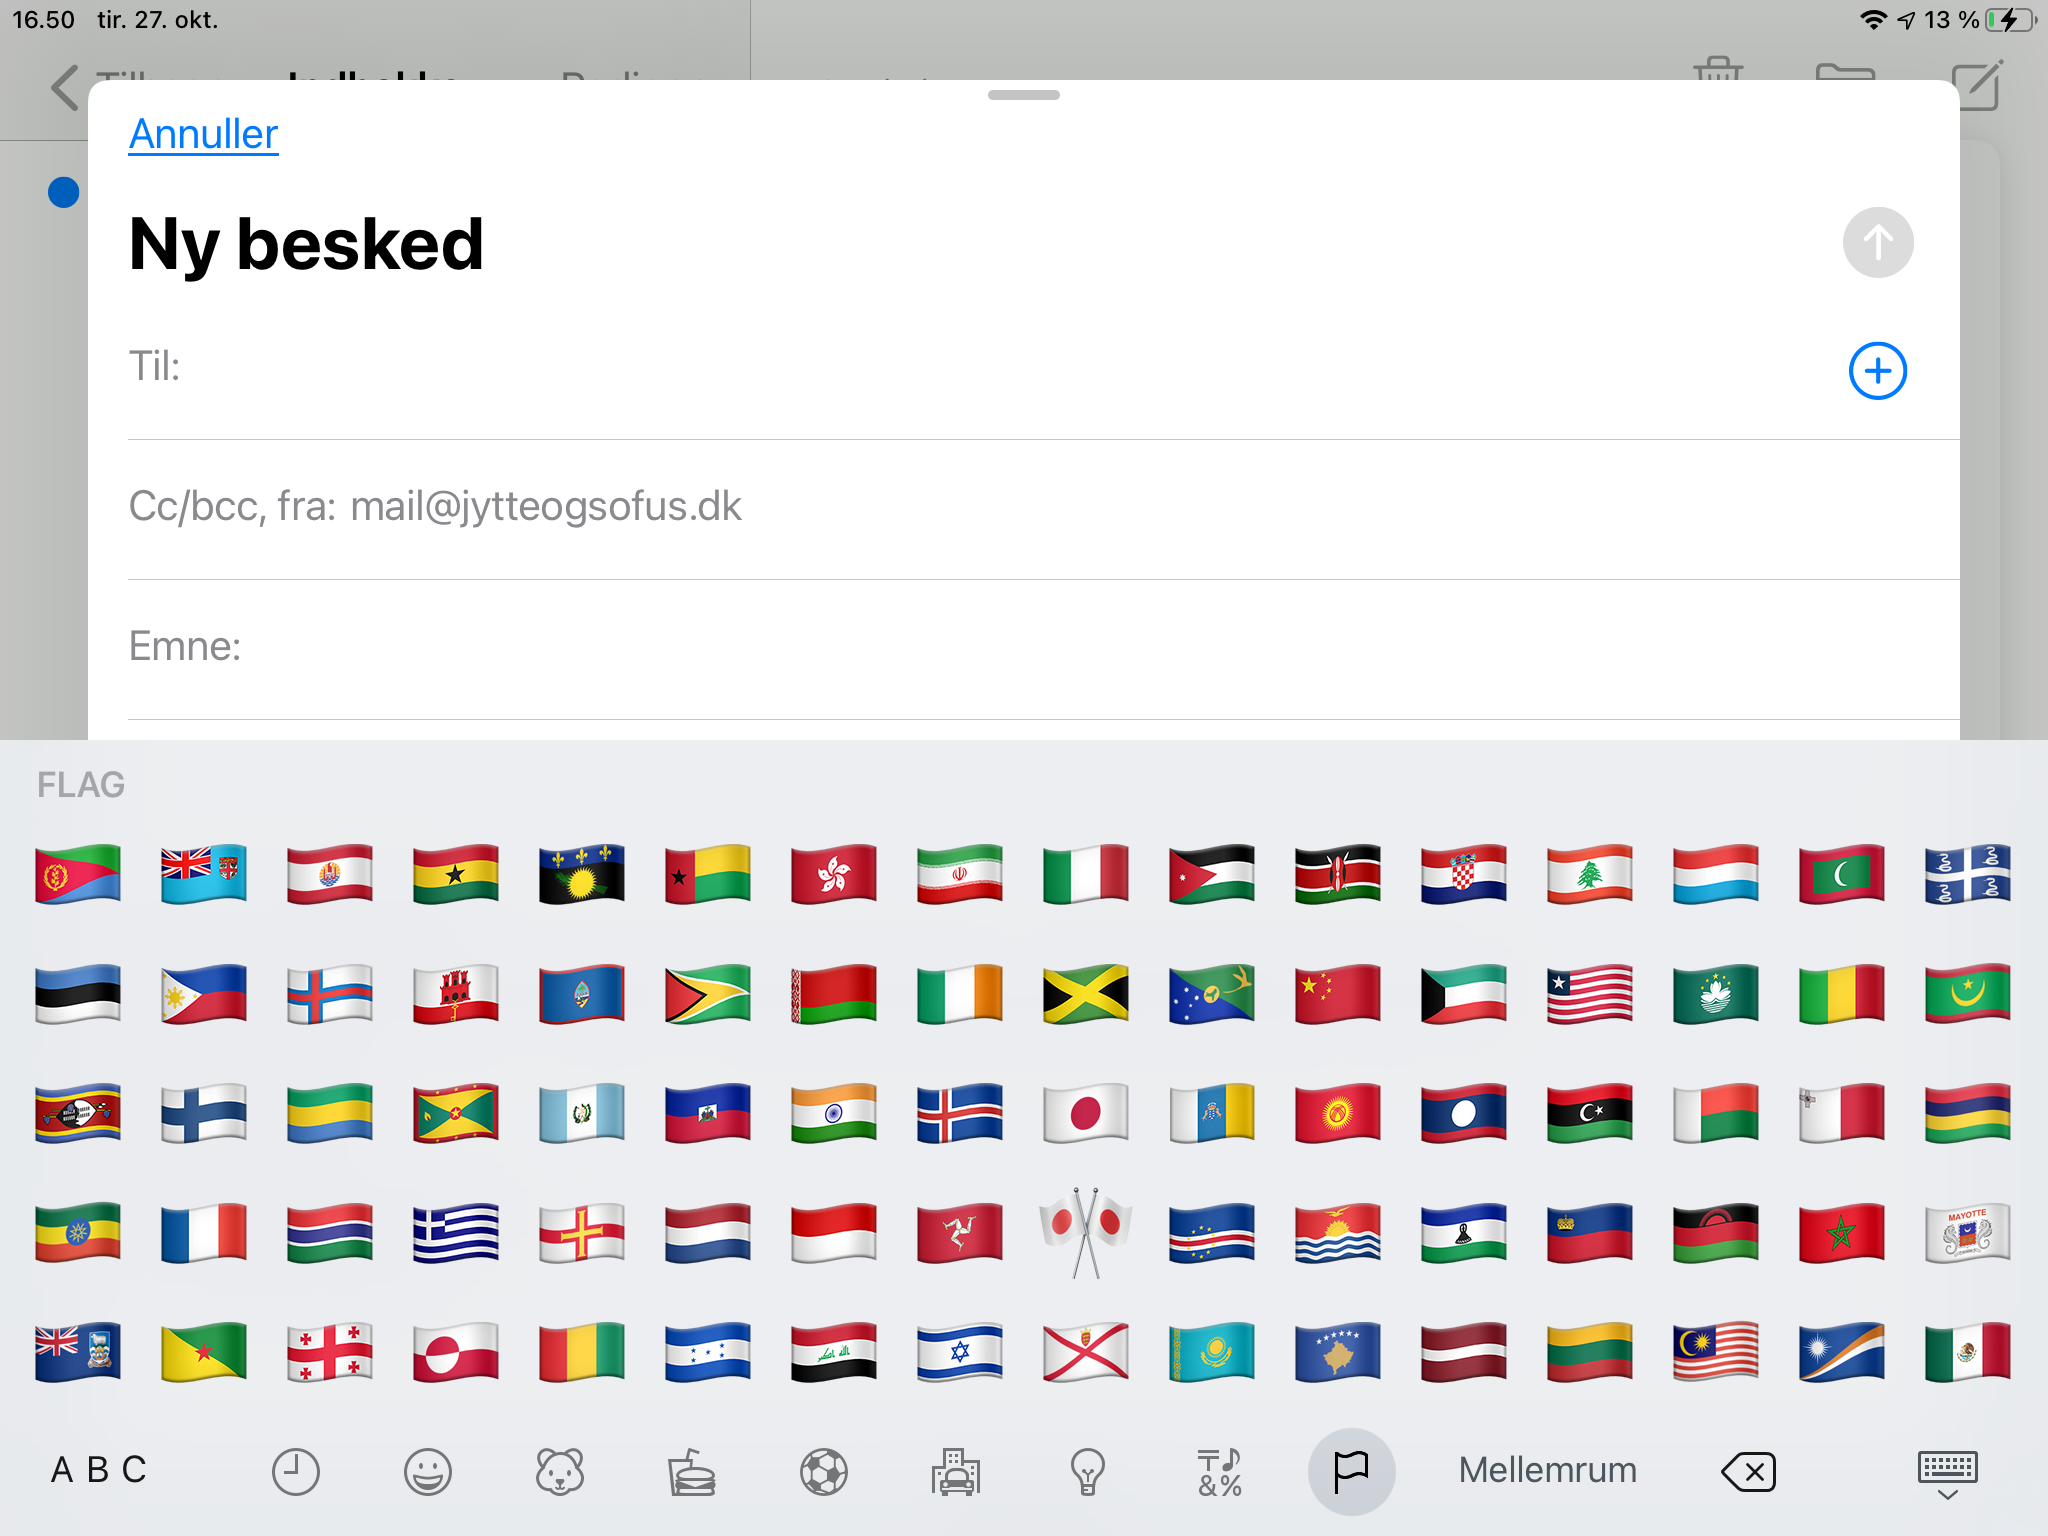 16.50 tir. 27. okt.
13 %
Annuller
Ny besked
Til:
Cc/bcc, fra: mail@jytteogsofus.dk
Emne:
FLAG
MAYOTTE
A B C
&%
Mellemrum